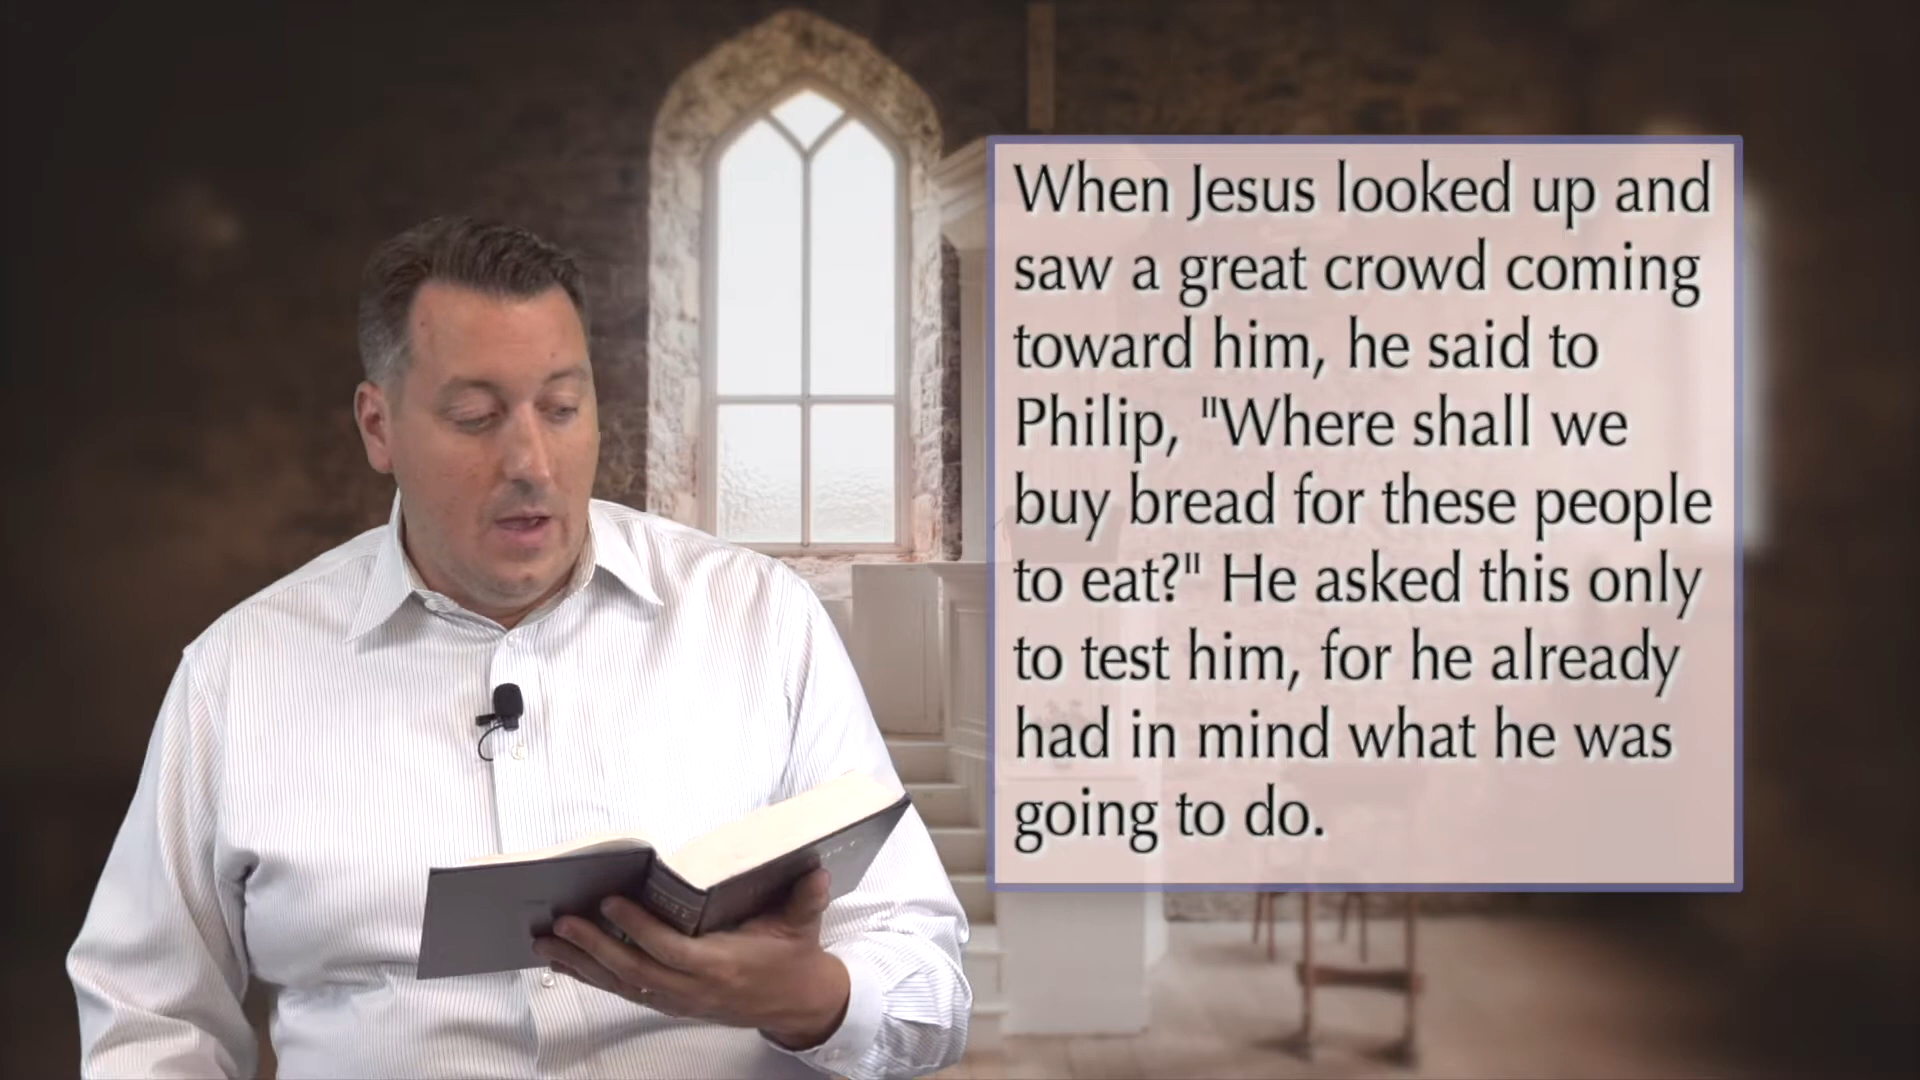 When Jesus looked up and
saw a great crowd coming
toward him, he said to
Philip, "Where shall we
buy bread for these people
to eat?" He asked this only
to test him, for he already
had in mind what he was
going to do.